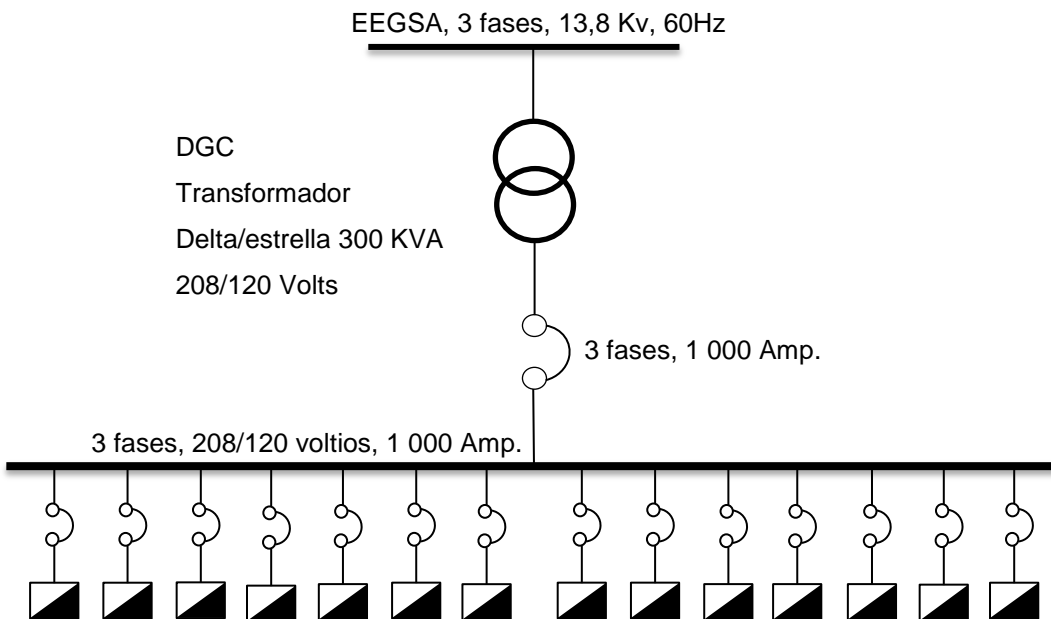 EEGSA, 3 fases, 13,8 Kv, 60Hz
DGC
Transformador
Delta/estrella 300 KVA
208/120 Volts
3 fases, 1 000 Amp.
3 fases, 208/120 voltios, 1 000 Amp.